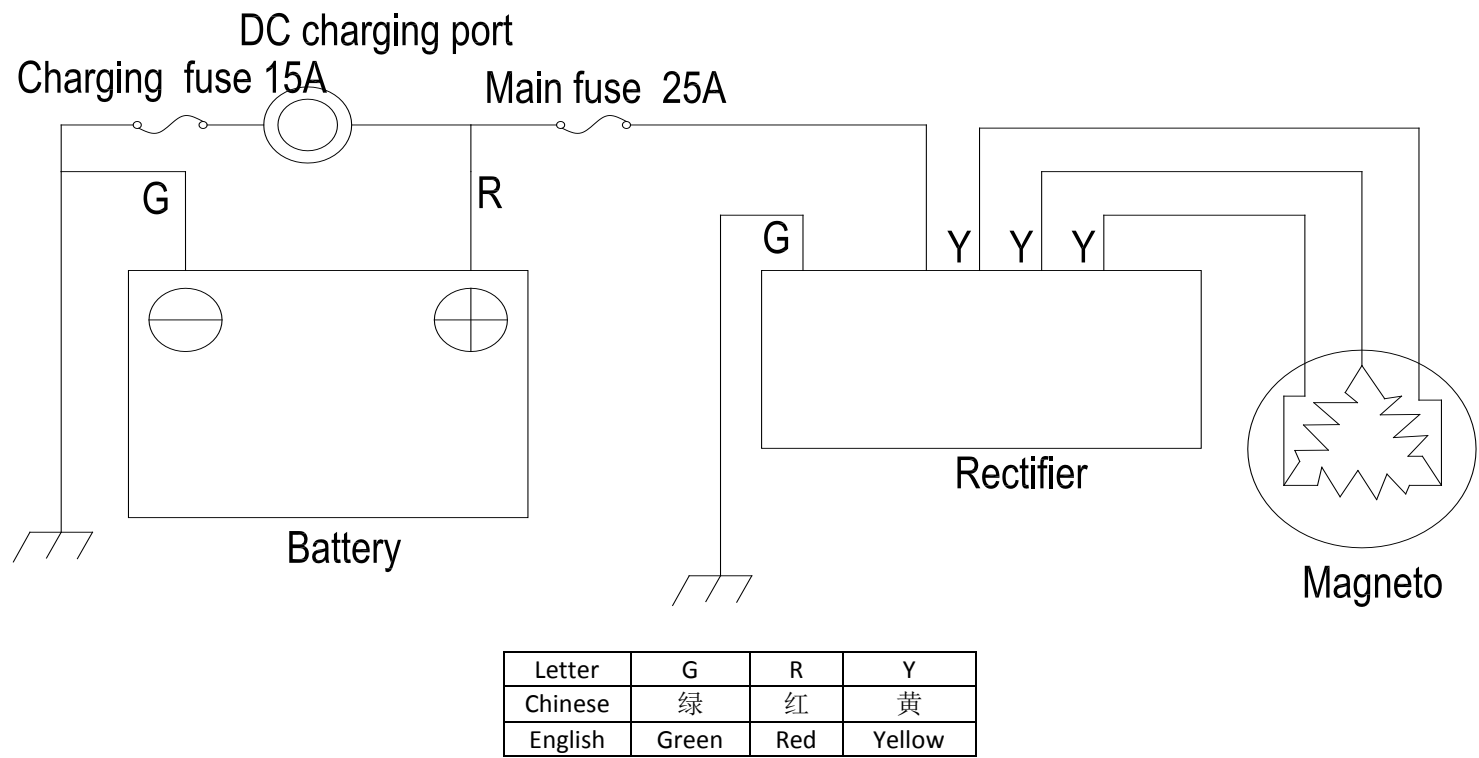 DC charging port
Charging fuse 15A
Main fuse 25A
G
R
G
Y
Y
Y
Rectifier
Battery
Magneto
Letter G R Y
Chinese 绿 红 黄
English Green Red Yellow